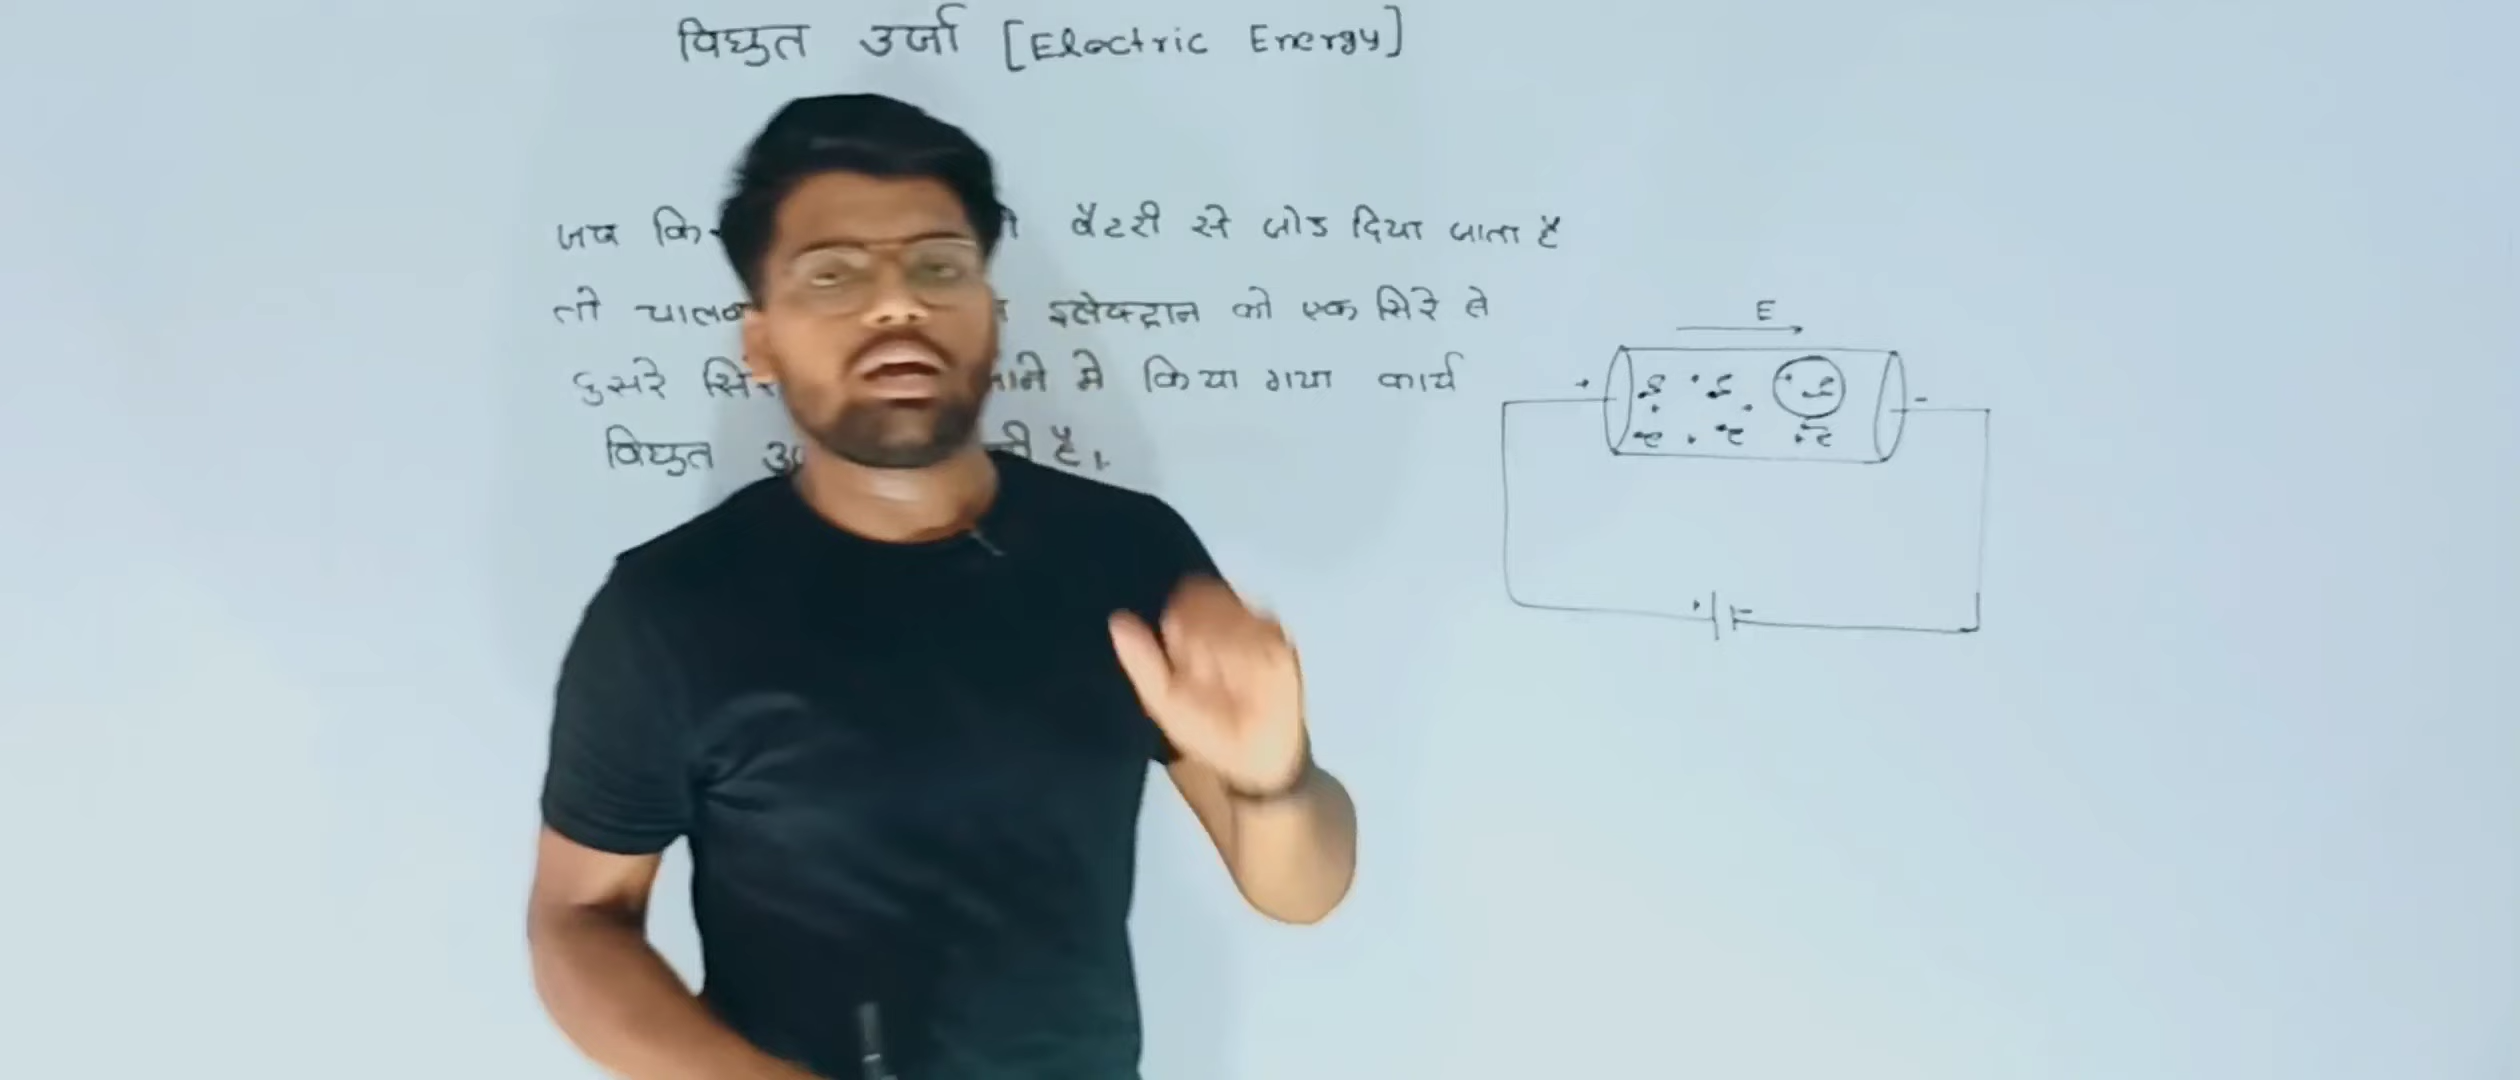 विघुत उर्जा [Electric Energy]
जब कि बैटरी से जोड दिया जाता है
तो चालक इलेक्ट्रान को एक सिरे से
दुसरे सिरे जाने मे किया गया कार्य
विघुत है।
E
+ -
+ -